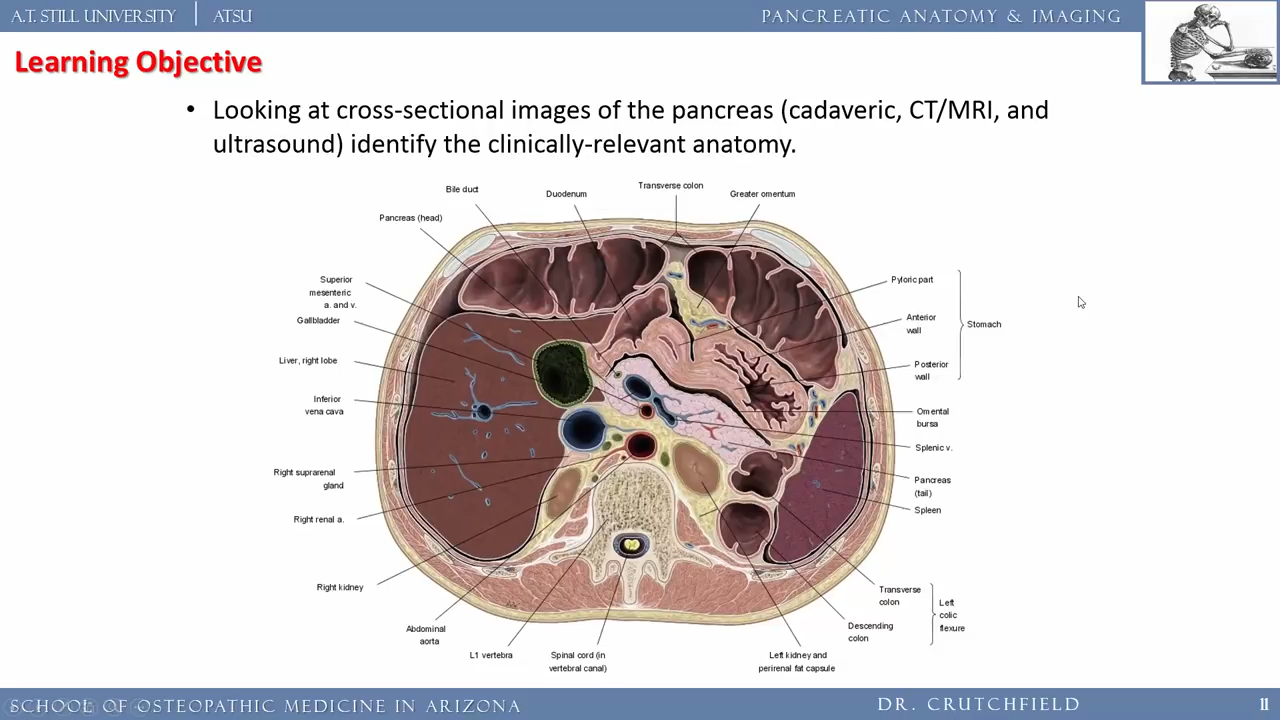 A.T. STILL UNIVERSITY | ATSU
PANCREATIC ANATOMY & IMAGING
Learning Objective
• Looking at cross-sectional images of the pancreas (cadaveric, CT/MRI, and
ultrasound) identify the clinically-relevant anatomy.
Transverse colon
Bile duct
Duodenum
Greater omentum
Pancreas (head)
Superior
mesenteric
a. and v.
Gallbladder
Liver, right lobe
Inferior
vena cava
Right suprarenal
gland
Right renal a.
Right kidney
Abdominal
aorta
L1 vertebra
Spinal cord (in
vertebral canal)
Pyloric part
Anterior
wall
Stomach
Posterior
wall
Omental
bursa
Splenic v.
Pancreas
(tail)
Spleen
Transverse
colon
Left
colic
flexure
Descending
colon
Left kidney and
perirenal fat capsule
SCHOOL OF OSTEOPATHIC MEDICINE IN ARIZONA
DR. CRUTCHFIELD
11